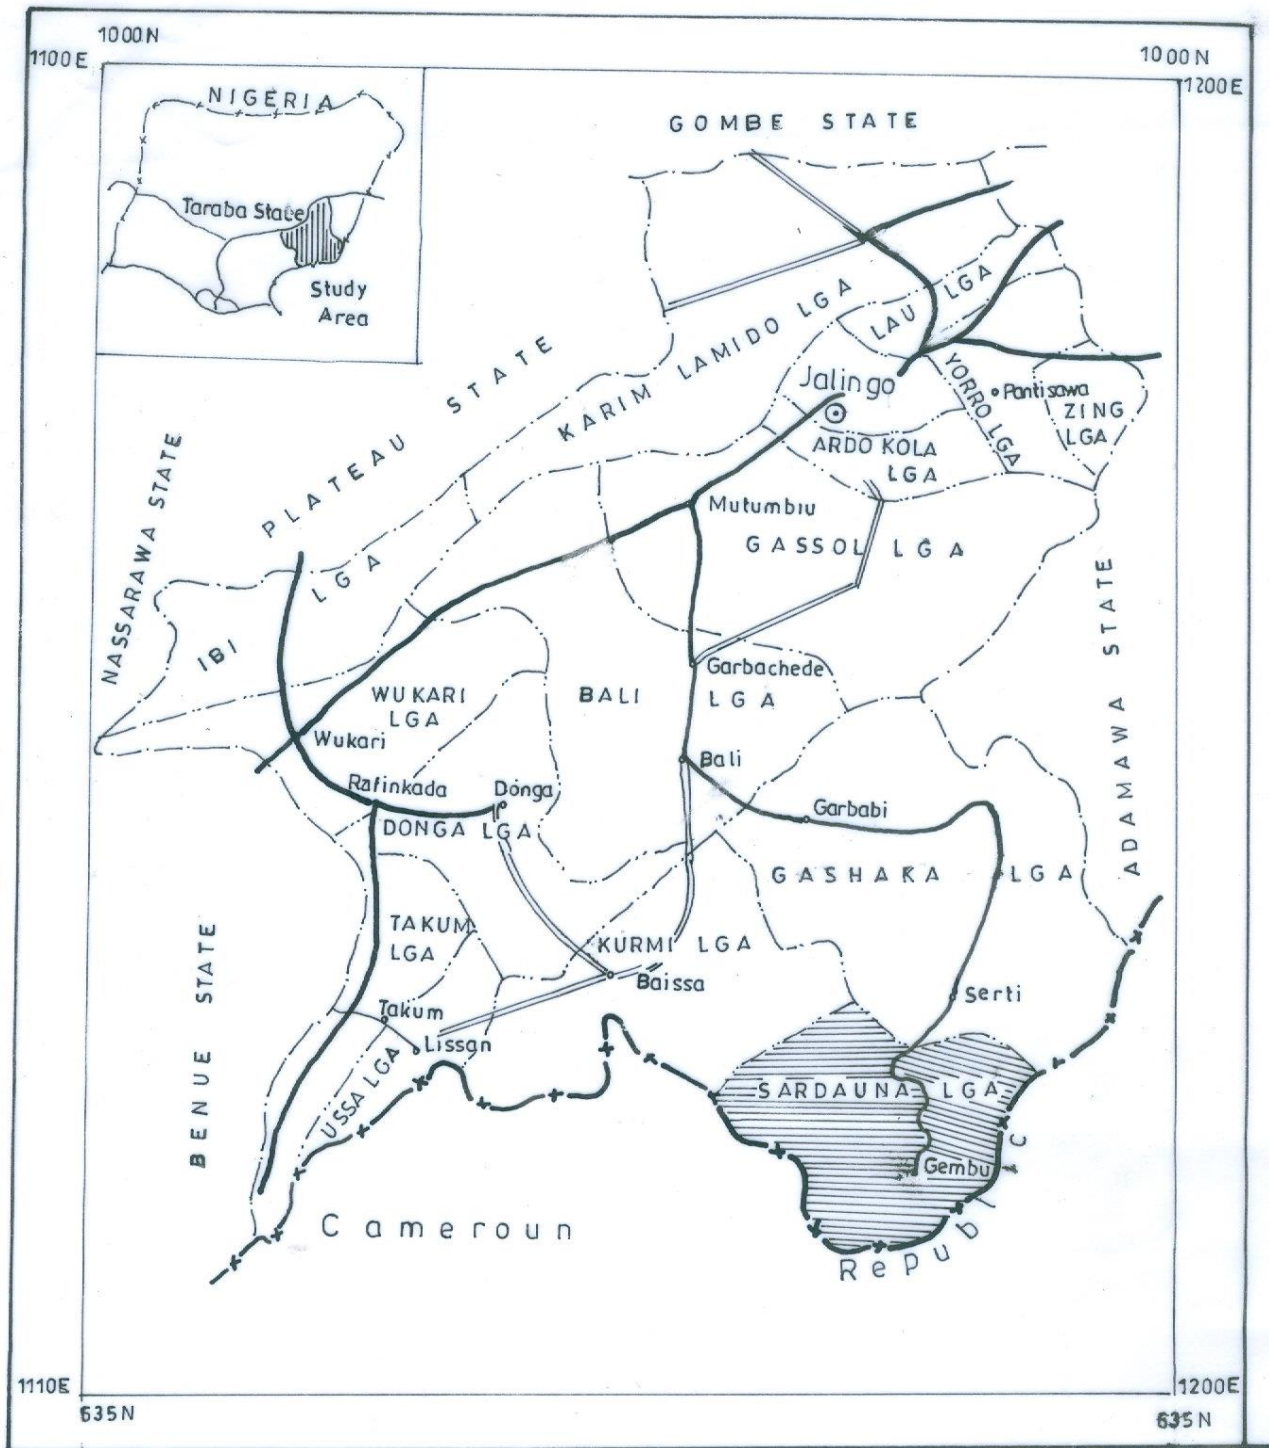 1000N
1000N
1100E
1200E
NIGERIA
Taraba State
Study
Area
GOMBE STATE
PLATEAU STATE
NASSARAWA STATE
KARIM LAMIDO LGA
LAU LGA
Jalingo
YORRO LGA
Pantisawa
ZING
LGA
ARDO KOLA
LGA
Mutumbiu
GASSOL LGA
IBI LGA
Garbachede
WUKARI
LGA
BALI LGA
Wukari
Bali
ADAMAWA STATE
Rafinkada
Donga
DONGA LGA
Garbabi
GASHAKA LGA
TAKUM
LGA
KURMI LGA
Baissa
BENUE STATE
Serti
Takum
Lissan
USSA LGA
SARDAUNA LGA
Gembu
Cameroun
Republic
1110E
1200E
635N
635N